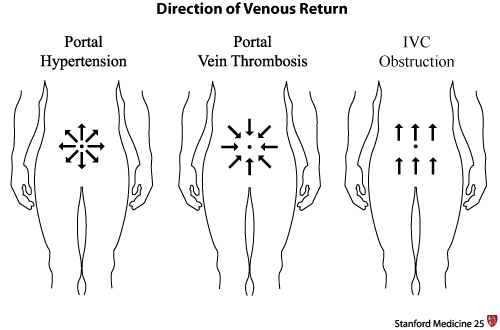 Direction of Venous Return
Portal
Hypertension
Portal
Vein Thrombosis
IVC
Obstruction
Stanford Medicine 25